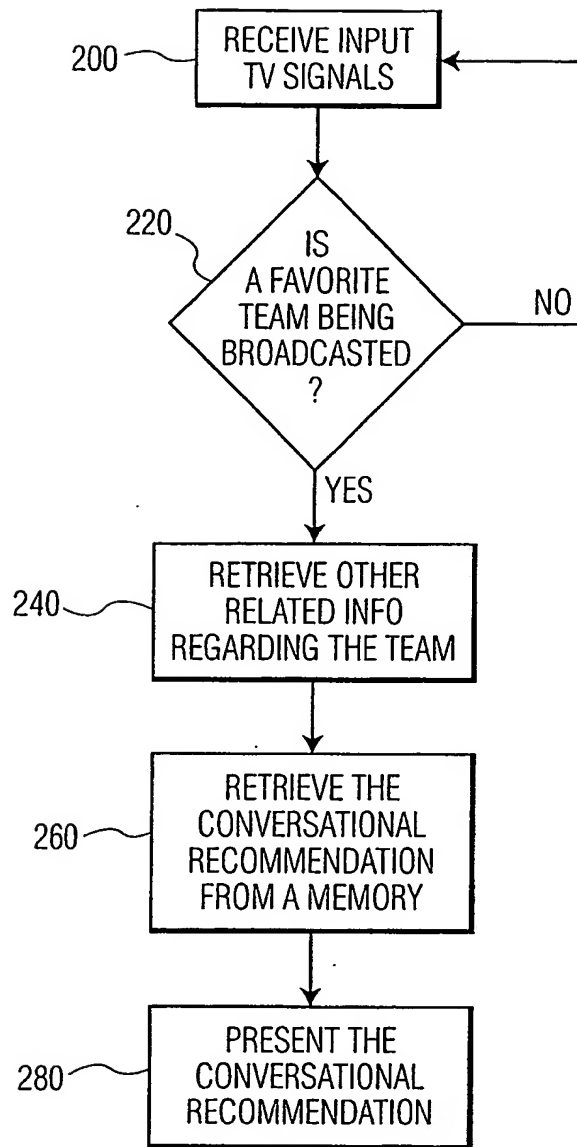 200
RECEIVE INPUT
TV SIGNALS
220
IS
A FAVORITE
TEAM BEING
BROADCASTED
?
NO
YES
240
RETRIEVE OTHER
RELATED INFO
REGARDING THE TEAM
260
RETRIEVE THE
CONVERSATIONAL
RECOMMENDATION
FROM A MEMORY
280
PRESENT THE
CONVERSATIONAL
RECOMMENDATION